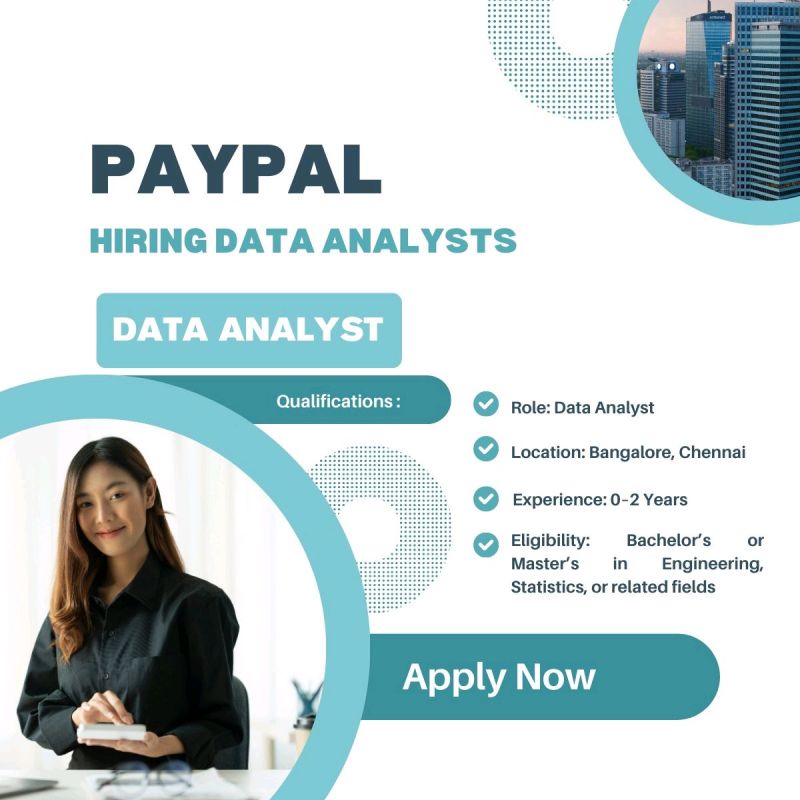 PAYPAL
HIRING DATA ANALYSTS
DATA ANALYST
Qualifications :
Role: Data Analyst
Location: Bangalore, Chennai
Experience: 0–2 Years
Eligibility: Bachelor’s or
Master’s in Engineering,
Statistics, or related fields
Apply Now